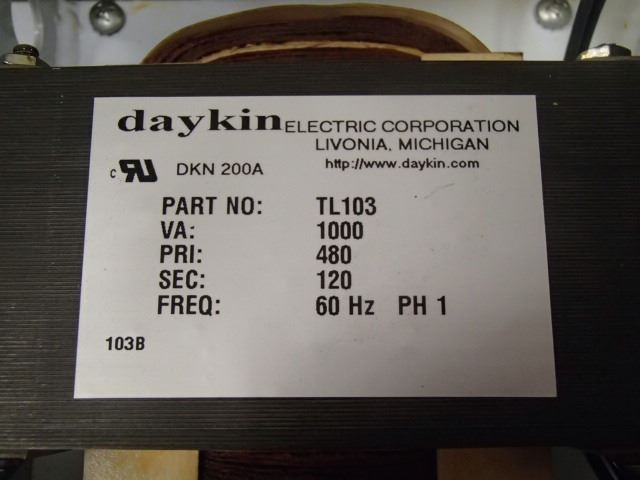 daykin ELECTRIC CORPORATION
LIVONIA, MICHIGAN
c RU DKN 200A http://www.daykin.com
PART NO: TL103
VA: 1000
PRI: 480
SEC: 120
FREQ: 60 Hz PH 1
103B